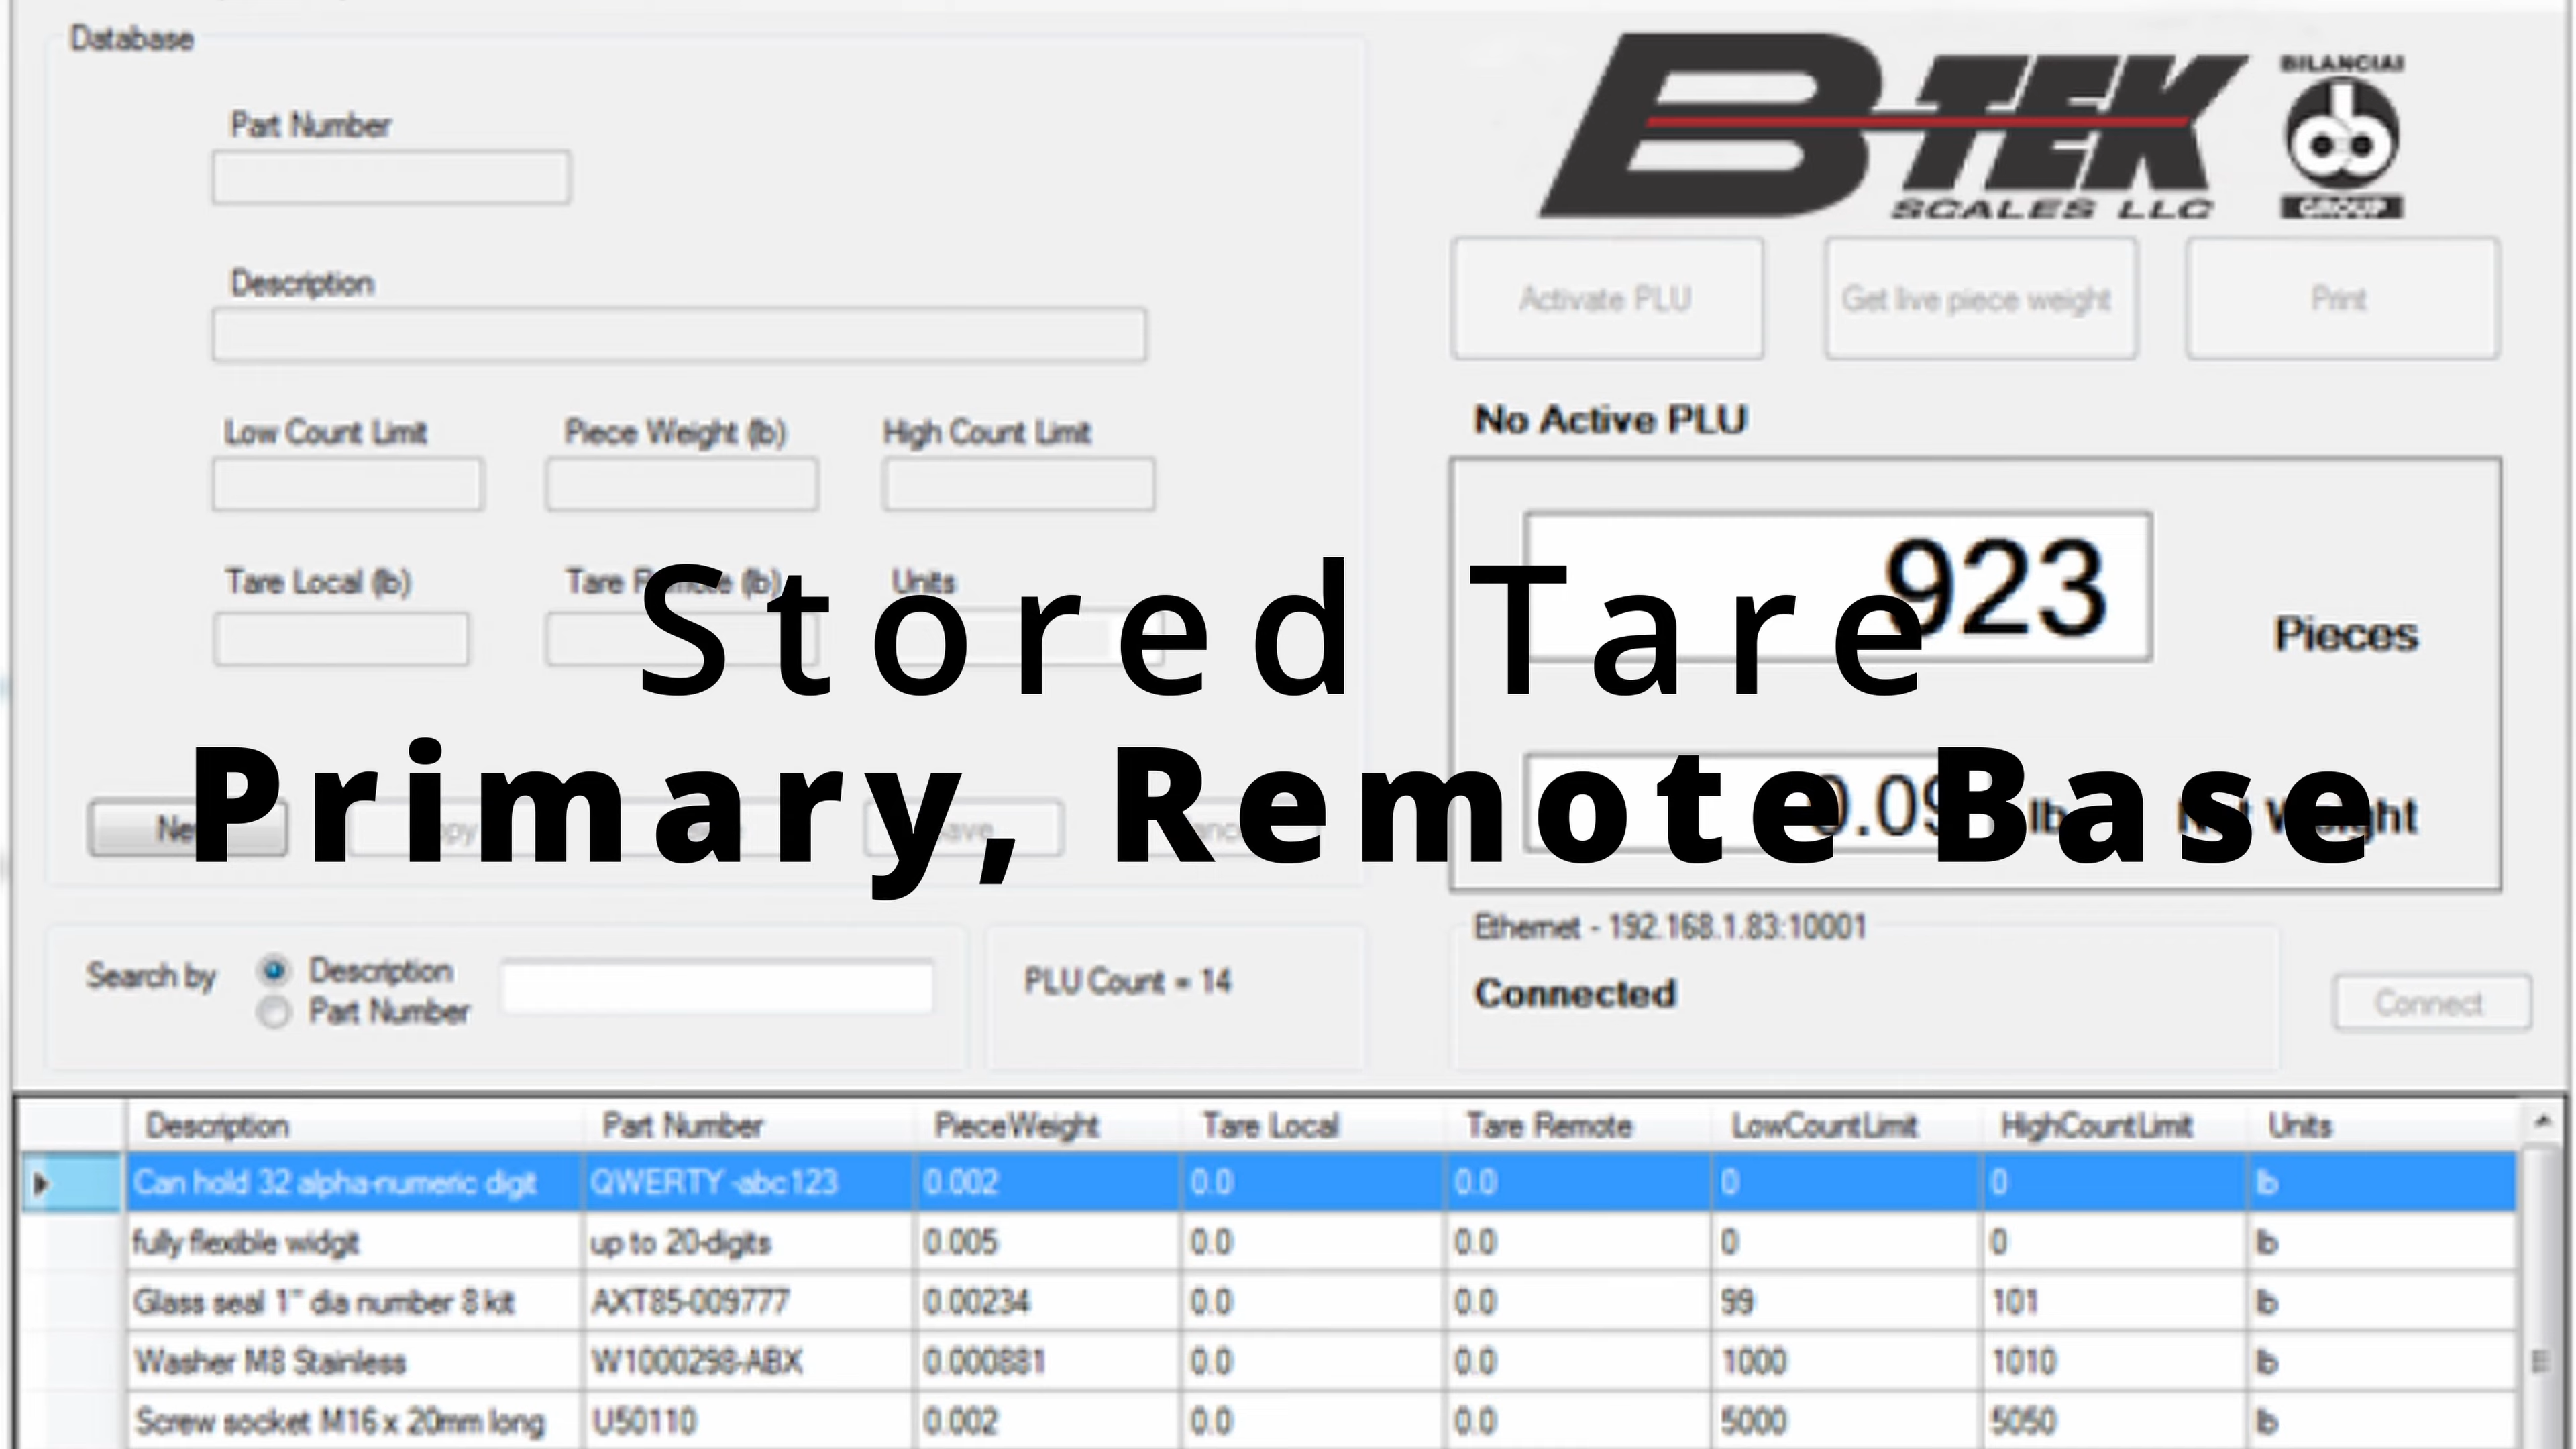 Database
Part Number
Description
Low Count Limit
Piece Weight (lb)
High Count Limit
Tare Local (lb)
Tare Remote (lb)
Units
B-TEK
SCALES LLC
BILANCIAI
GROUP
Activate PLU
Get live piece weight
Print
No Active PLU
923
Pieces
Stored Tare
Primary, Remote Base
lb
Net Weight
Search by
Description
Part Number
PLU Count = 14
Ethernet - 192.168.1.83:10001
Connected
Connect
Description Part Number PieceWeight Tare Local Tare Remote LowCountLimit HighCountLimit Units
Can hold 32 alpha-numeric digit QWERTY -abc123 0.002 0.0 0.0 0 0 lb
fully flexible widgit up to 20-digits 0.005 0.0 0.0 0 0 lb
Glass seal 1" dia number 8 kit AXT85-009777 0.00234 0.0 0.0 99 101 lb
Washer M8 Stainless W1000298-ABX 0.000881 0.0 0.0 1000 1010 lb
Screw socket M16 x 20mm long U50110 0.002 0.0 0.0 5000 5050 lb